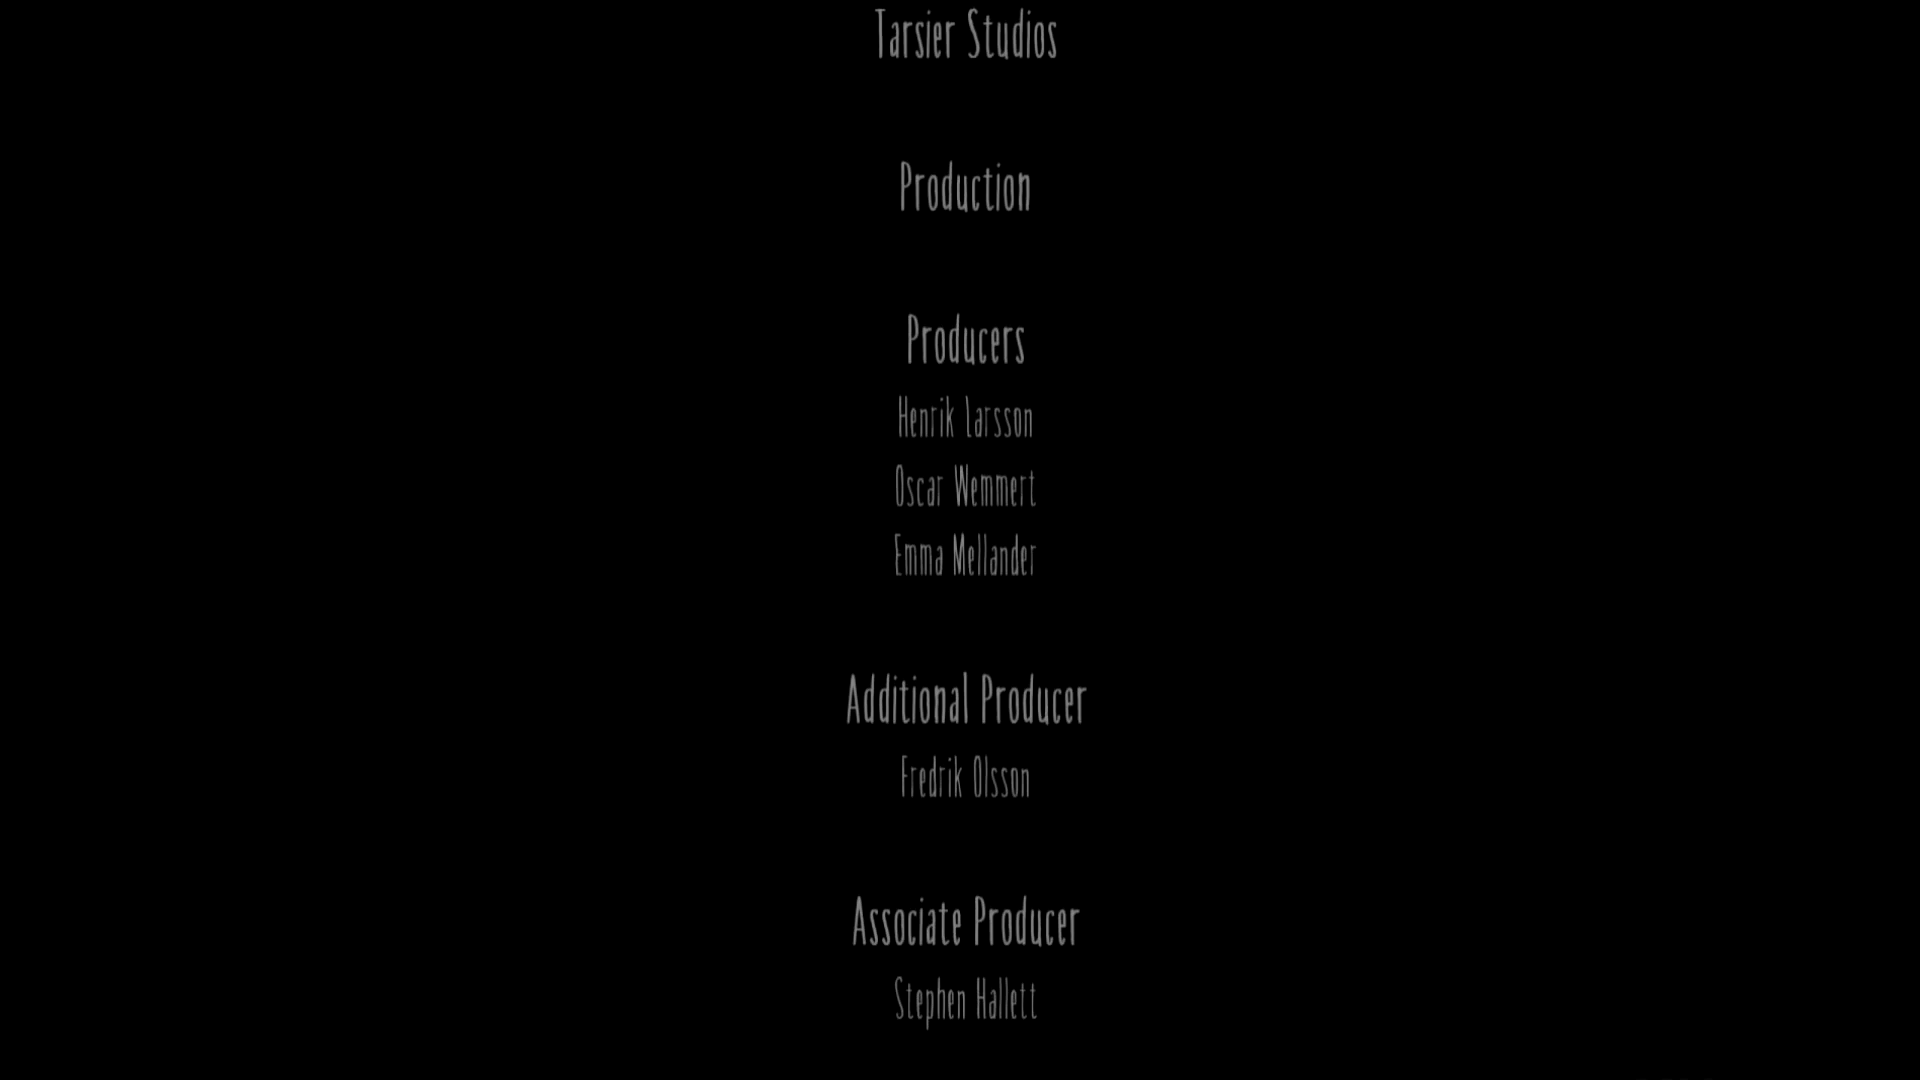 Tarsier Studios
Production
Producers
Henrik Larsson
Oscar Wemmert
Emma Mellander
Additional Producer
Fredrik Olsson
Associate Producer
Stephen Hallett